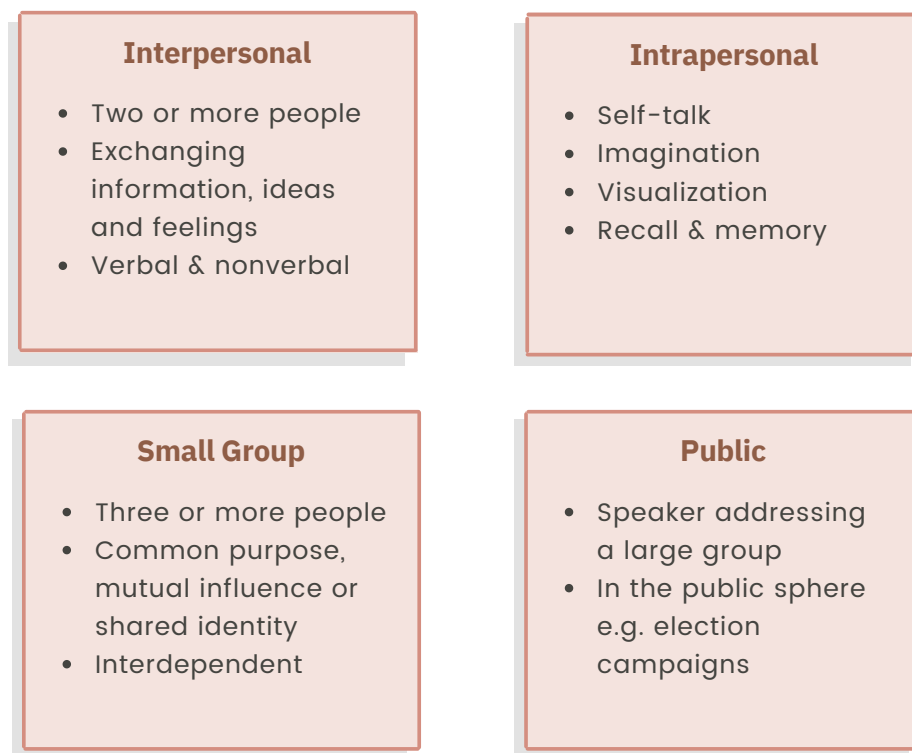 Interpersonal
• Two or more people
• Exchanging
information, ideas
and feelings
• Verbal & nonverbal
Intrapersonal
• Self-talk
• Imagination
• Visualization
• Recall & memory
Small Group
• Three or more people
• Common purpose,
mutual influence or
shared identity
• Interdependent
Public
• Speaker addressing
a large group
• In the public sphere
e.g. election
campaigns